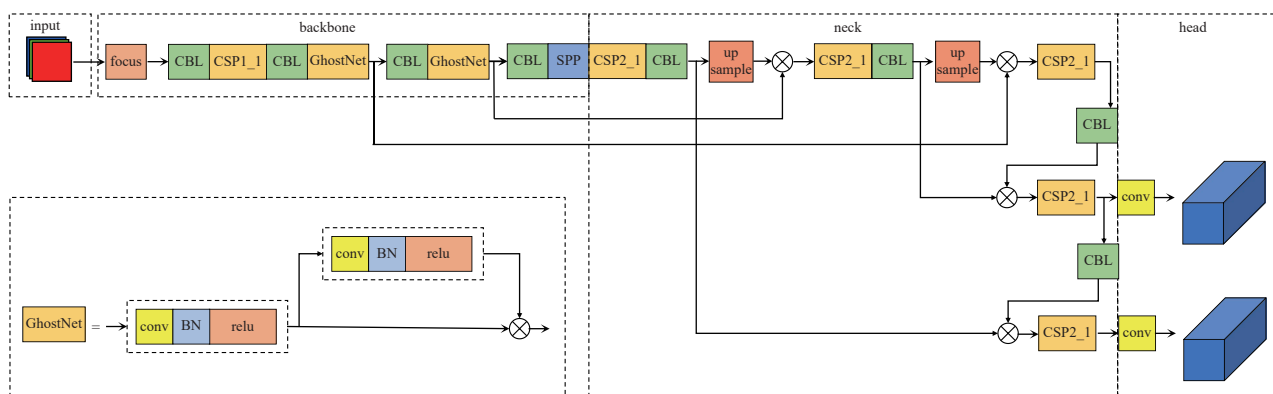 input
backbone
neck
head
focus
CBL CSP1_1 CBL GhostNet
CBL GhostNet
CBL SPP CSP2_1 CBL
up
sample
CSP2_1 CBL
up
sample
CSP2_1
CBL
CSP2_1
conv
CBL
CSP2_1
conv
GhostNet =
conv BN relu
conv BN relu